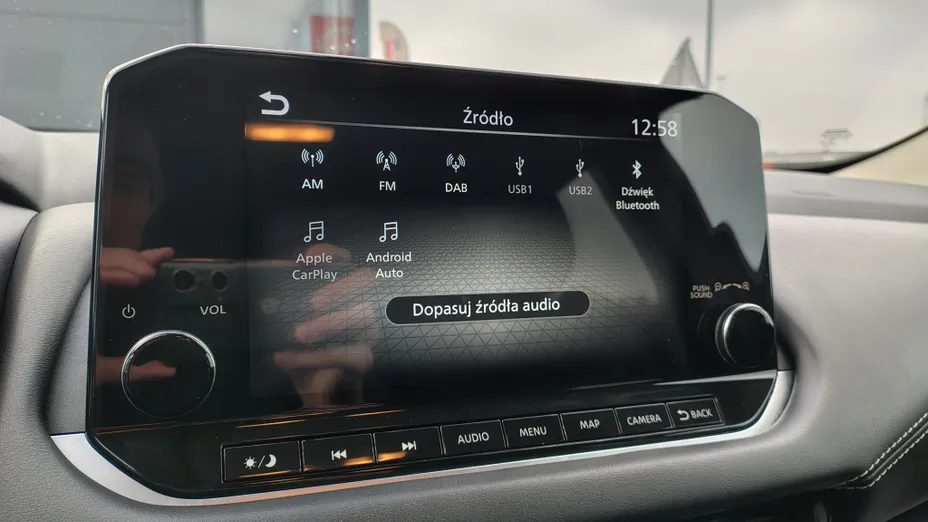 Źródło
12:58
AM
FM
DAB
USB1
USB2
Dźwięk
Bluetooth
Apple
CarPlay
Android
Auto
Dopasuj źródła audio
VOL
PUSH
SOUND
AUDIO
MENU
MAP
CAMERA
BACK